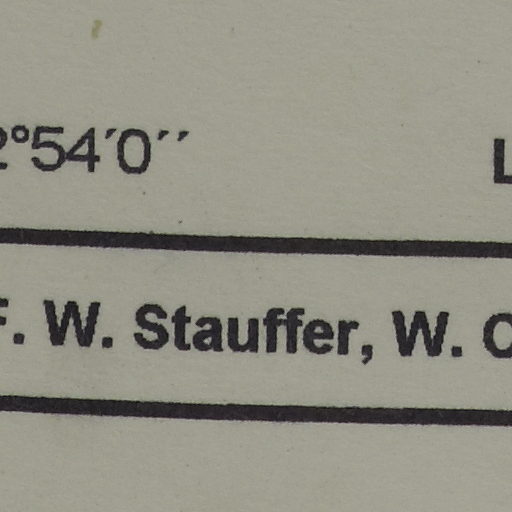 2°54′0′′ L
F. W. Stauffer, W.